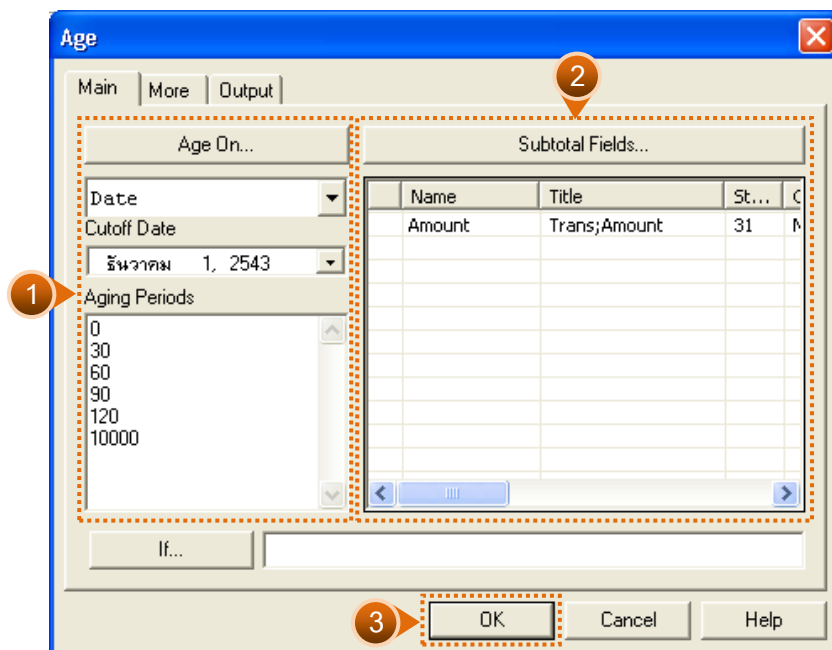 Age
Main More Output
2
Age On...
Subtotal Fields...
Date
Name Title St...
Cutoff Date
Amount Trans;Amount 31
ธันวาคม 1, 2543
1
Aging Periods
0
30
60
90
120
10000
If...
3
OK Cancel Help